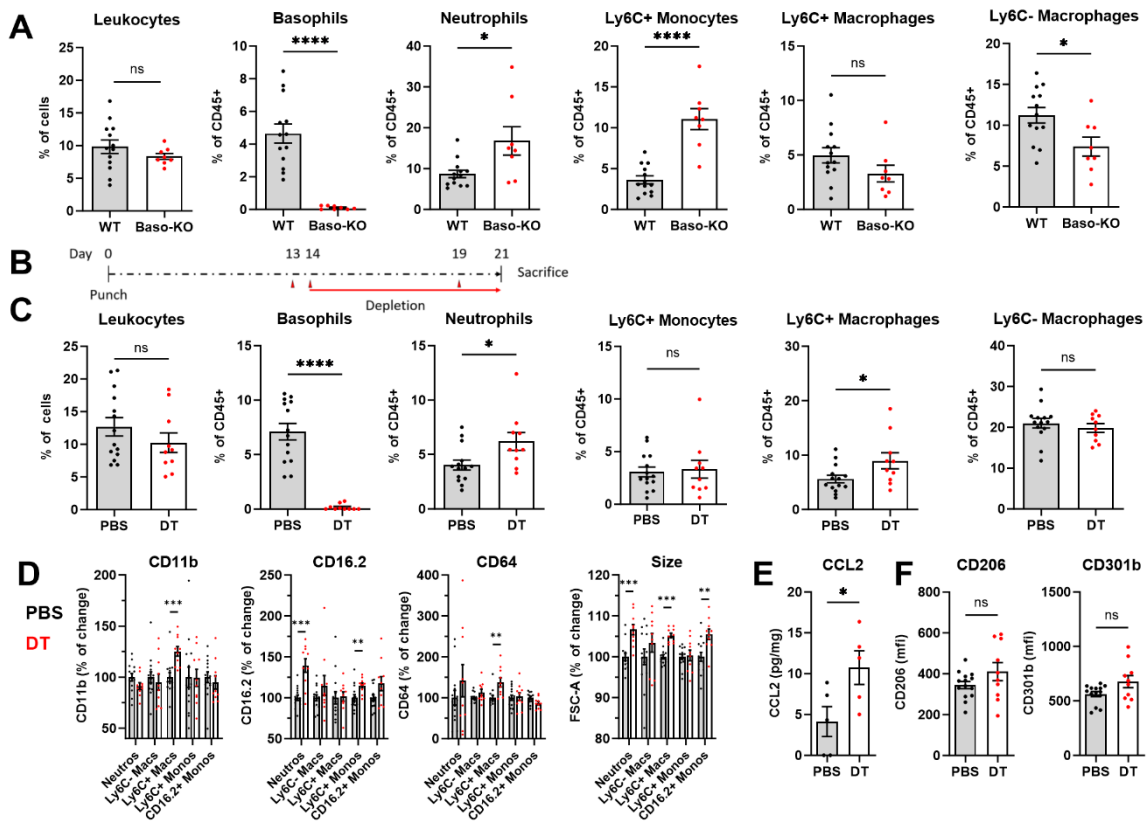 A
Leukocytes
% of cells
25
20
15
10
5
0
ns
WT
Baso-KO
Basophils
% of CD45+
10
8
6
4
2
0
****
WT
Baso-KO
Neutrophils
% of CD45+
40
30
20
10
0
*
WT
Baso-KO
Ly6C+ Monocytes
% of CD45+
20
15
10
5
0
****
WT
Baso-KO
Ly6C+ Macrophages
% of CD45+
15
10
5
0
ns
WT
Baso-KO
Ly6C- Macrophages
% of CD45+
20
15
10
5
0
*
WT
Baso-KO
B
Day 0 13 14 19 21
Punch
Depletion
Sacrifice
C
Leukocytes
% of cells
25
20
15
10
5
0
ns
PBS
DT
Basophils
% of CD45+
15
10
5
0
****
PBS
DT
Neutrophils
% of CD45+
15
10
5
0
*
PBS
DT
Ly6C+ Monocytes
% of CD45+
15
10
5
0
ns
PBS
DT
Ly6C+ Macrophages
% of CD45+
30
20
10
0
*
PBS
DT
Ly6C- Macrophages
% of CD45+
40
30
20
10
0
ns
PBS
DT
D
PBS
DT
CD11b
CD11b (% of change)
200
150
100
50
***
Neutros
Ly6C- Macs
Ly6C+ Macs
Ly6C+ Monos
CD16.2+ Monos
CD16.2
CD16.2 (% of change)
250
200
150
100
50
***
**
Neutros
Ly6C- Macs
Ly6C+ Macs
Ly6C+ Monos
CD16.2+ Monos
CD64
CD64 (% of change)
400
300
200
100
0
**
Neutros
Ly6C- Macs
Ly6C+ Macs
Ly6C+ Monos
CD16.2+ Monos
Size
FSC-A (% of change)
120
110
100
90
80
***
***
**
Neutros
Ly6C- Macs
Ly6C+ Macs
Ly6C+ Monos
CD16.2+ Monos
E
CCL2
CCL2 (pg/mg)
20
15
10
5
0
*
PBS
DT
F
CD206
CD206 (mfi)
800
600
400
200
0
ns
PBS
DT
CD301b
CD301b (mfi)
1500
1000
500
0
ns
PBS
DT